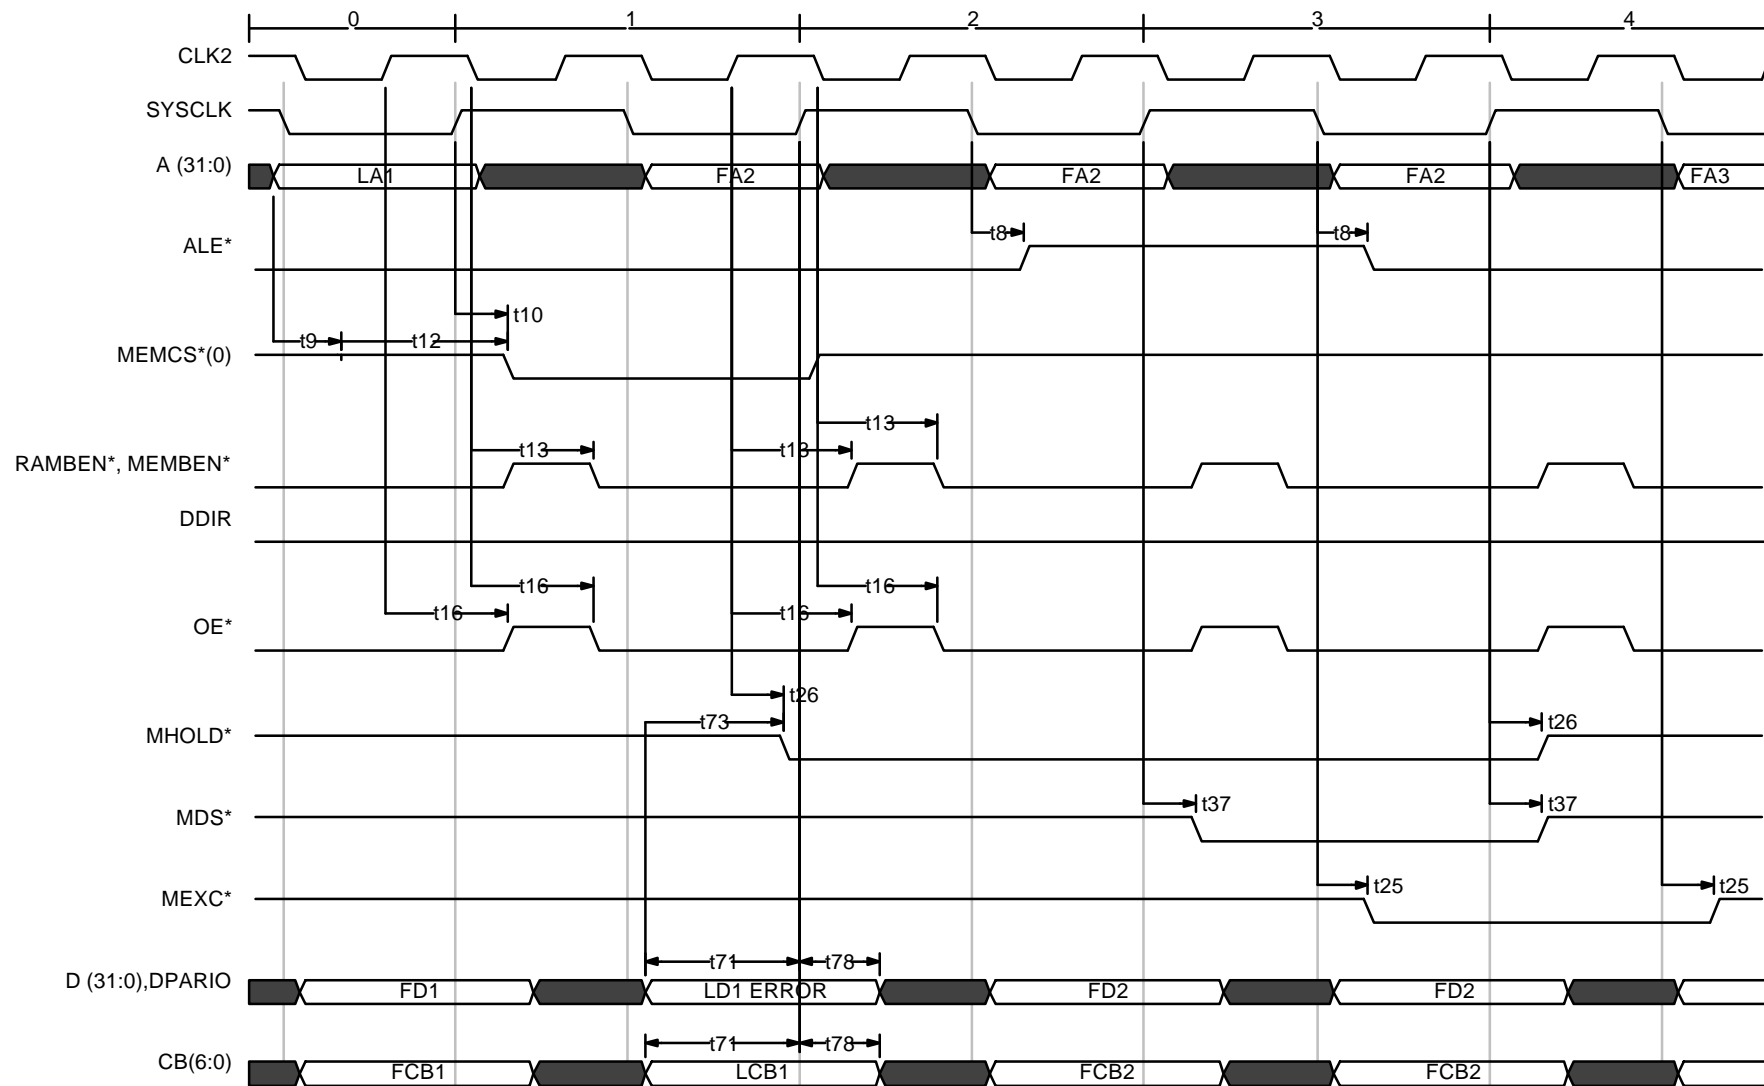 0 1 2 3 4
CLK2
SYSCLK
A (31:0) LA1 FA2 FA2 FA2 FA3
t8 t8
ALE*
t10
t9 t12
MEMCS*(0)
t13
t13 t13
RAMBEN*, MEMBEN*
DDIR
t16 t16
t16 t16
OE*
t26
t73 t26
MHOLD*
t37 t37
MDS*
t25 t25
MEXC*
t71 t78
D (31:0),DPARIO FD1 LD1 ERROR FD2 FD2
t71 t78
CB(6:0) FCB1 LCB1 FCB2 FCB2